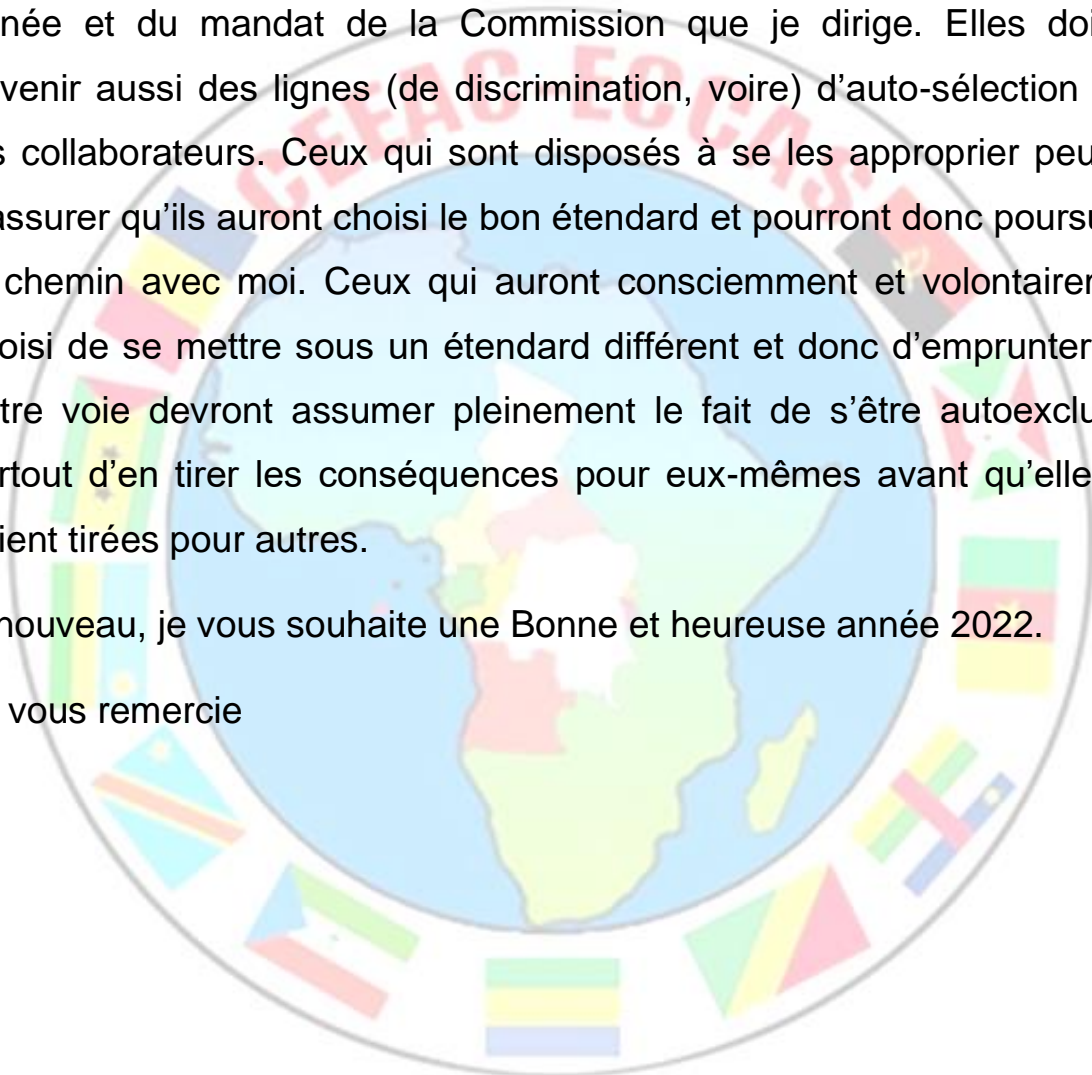 née et du mandat de la Commission que je dirige. Elles doi
venir aussi des lignes (de discrimination, voire) d’auto-sélection
s collaborateurs. Ceux qui sont disposés à se les approprier peu
assurer qu’ils auront choisi le bon étendard et pourront donc pours
chemin avec moi. Ceux qui auront consciemment et volontairer
oisi de se mettre sous un étendard différent et donc d’emprunter
tre voie devront assumer pleinement le fait de s’être autoexclu
rtout d’en tirer les conséquences pour eux-mêmes avant qu’elle
ient tirées pour autres.
nouveau, je vous souhaite une Bonne et heureuse année 2022.
vous remercie
CEEAC ECCAS